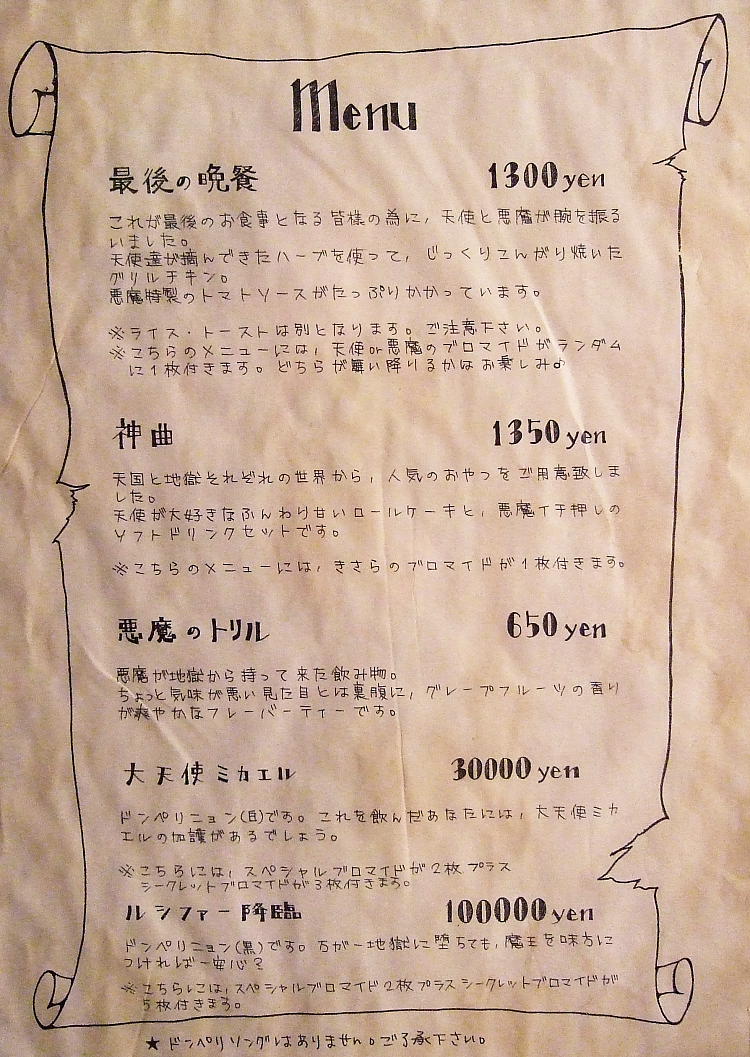 Menu
最後の晩餐 1300yen
これが最後のお食事となる皆様の為に、天使と悪魔が腕を振る
いました。
天使達が摘んできたハーブを使って、じっくりこんがり焼いた
グリルチキン。
悪魔特製のトマトソースがたっぷりかかっています。
※ライス・トーストは別となります。ご注意下さい。
※こちらのメニューには、天使or悪魔のブロマイドがランダム
に1枚付きます。どちらが舞い降りるかはお楽しみ♪
神曲 1350yen
天国と地獄それぞれの世界から、人気のおやつをご用意致しま
した。
天使が大好きなふんわり甘いロールケーキと、悪魔イチ押しの
ソフトドリンクセットです。
※こちらのメニューには、きさらのブロマイドが1枚付きます。
悪魔のトリル 650yen
悪魔が地獄から持って来た飲み物。
ちょっと気味が悪い見た目とは裏腹に、グレープフルーツの香り
が爽やかなフレーバーティーです。
大天使ミカエル 30000yen
ドンペリニョン(白)です。これを飲んだあなたには、大天使ミカ
エルの加護があるでしょう。
※こちらには、スペシャルブロマイドが2枚プラス
シークレットブロマイドが3枚付きます。
ルシファー降臨 100000yen
ドンペリニョン(黒)です。万が一地獄に堕ちても、魔王を味方に
つければ一安心?
※こちらには、スペシャルブロマイド2枚プラスシークレットブロマイドが
5枚付きます。
★ドンペリソングはありません。ご了承下さい。